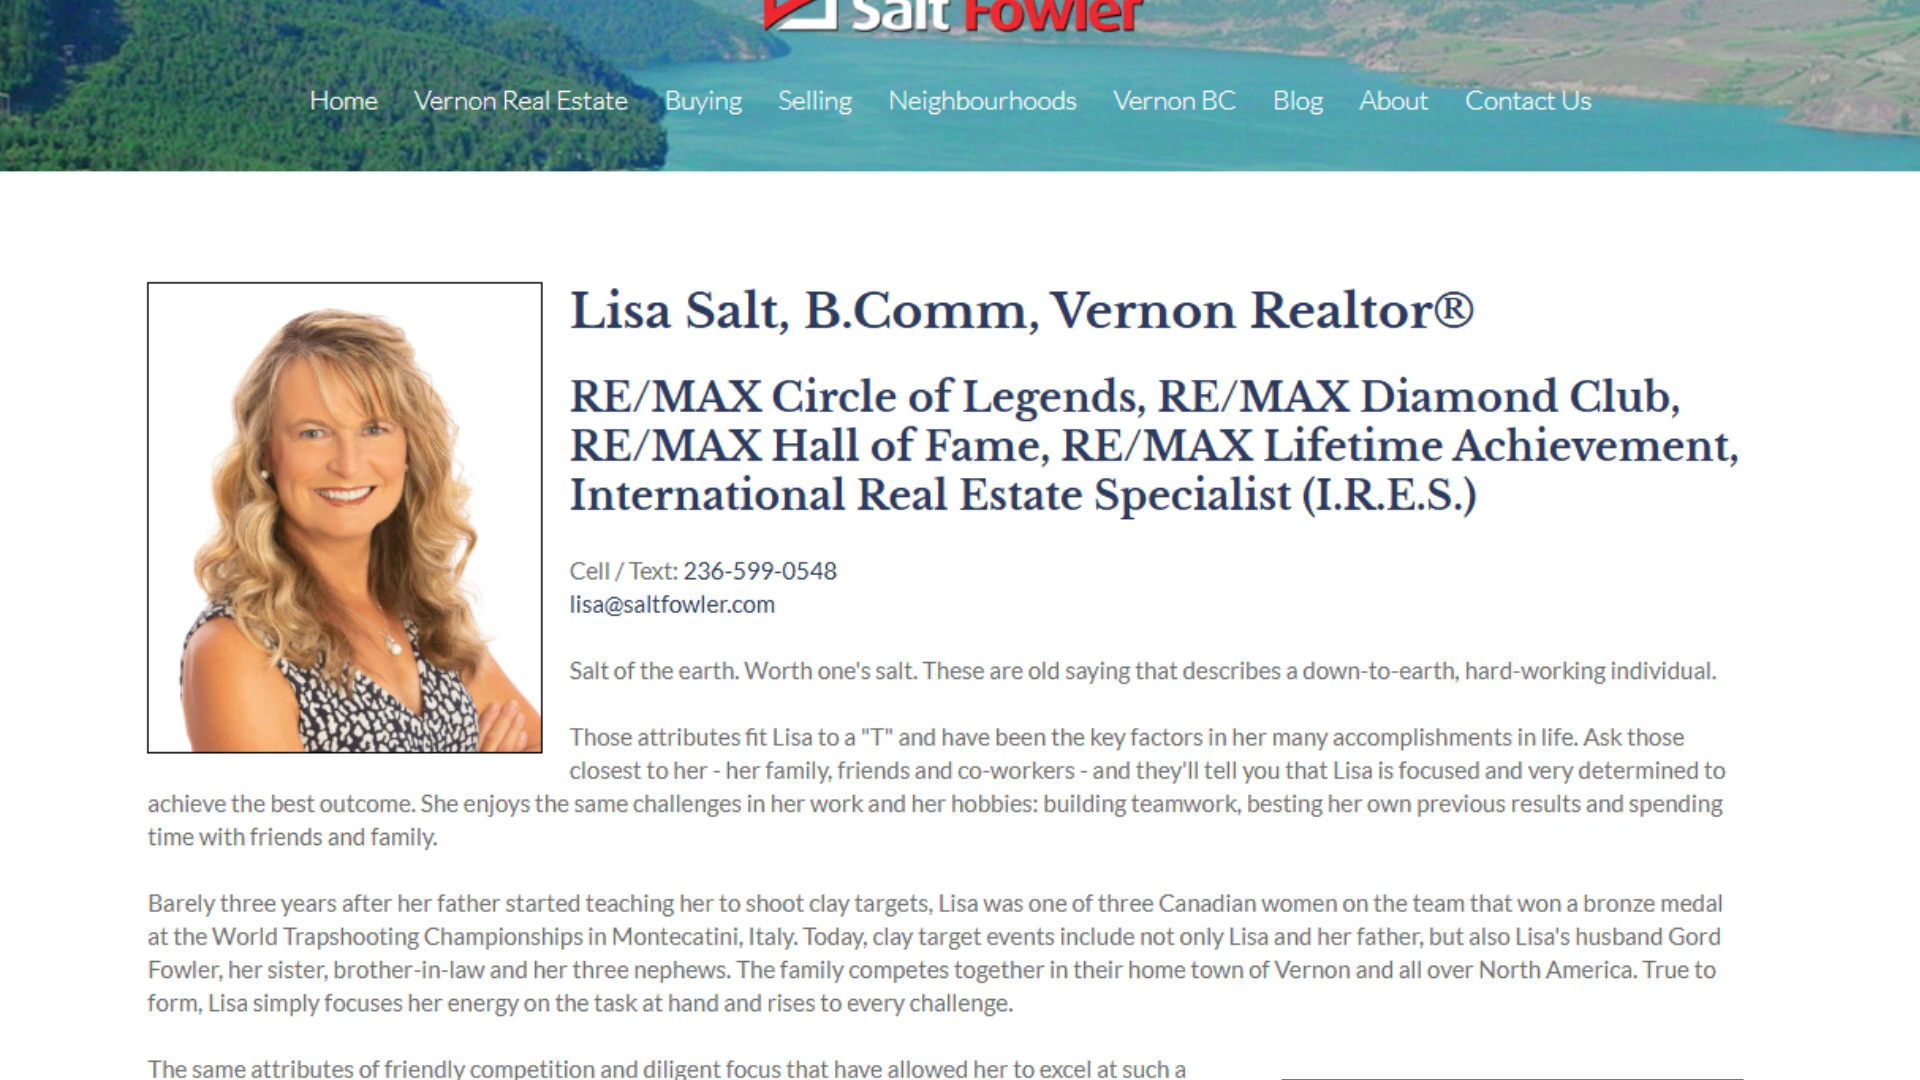 Salt Fowler
Home Vernon Real Estate Buying Selling Neighbourhoods Vernon BC Blog About Contact Us
Lisa Salt, B.Comm, Vernon Realtor®
RE/MAX Circle of Legends, RE/MAX Diamond Club,
RE/MAX Hall of Fame, RE/MAX Lifetime Achievement,
International Real Estate Specialist (I.R.E.S.)
Cell / Text: 236-599-0548
lisa@saltfowler.com
Salt of the earth. Worth one's salt. These are old saying that describes a down-to-earth, hard-working individual.
Those attributes fit Lisa to a "T" and have been the key factors in her many accomplishments in life. Ask those
closest to her - her family, friends and co-workers - and they'll tell you that Lisa is focused and very determined to
achieve the best outcome. She enjoys the same challenges in her work and her hobbies: building teamwork, besting her own previous results and spending
time with friends and family.
Barely three years after her father started teaching her to shoot clay targets, Lisa was one of three Canadian women on the team that won a bronze medal
at the World Trapshooting Championships in Montecatini, Italy. Today, clay target events include not only Lisa and her father, but also Lisa's husband Gord
Fowler, her sister, brother-in-law and her three nephews. The family competes together in their home town of Vernon and all over North America. True to
form, Lisa simply focuses her energy on the task at hand and rises to every challenge.
The same attributes of friendly competition and diligent focus that have allowed her to excel at such a